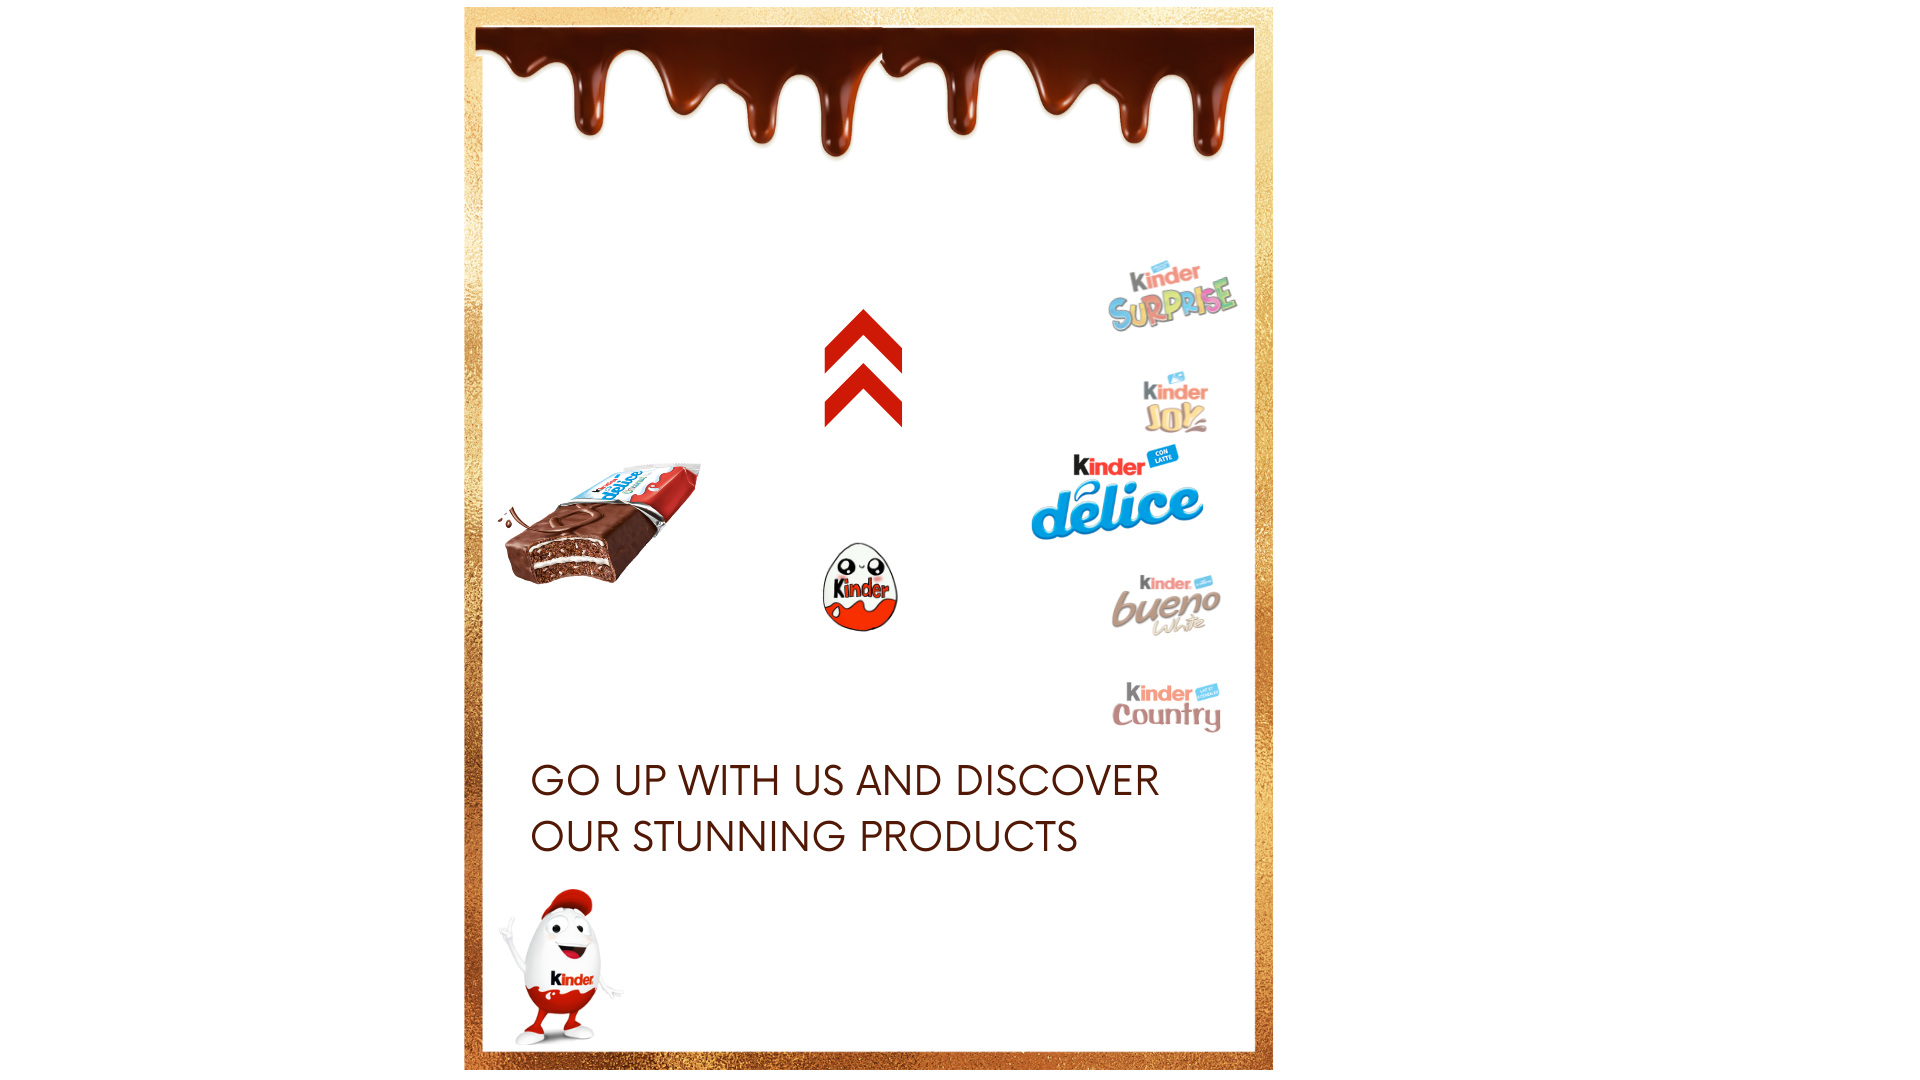 Kinder
SURPRISE
Kinder
JOY
Kinder
CON
LATTE
délice
Kinder
délice
Kinder
Kinder
bueno
White
Kinder
Country
GO UP WITH US AND DISCOVER
OUR STUNNING PRODUCTS
Kinder